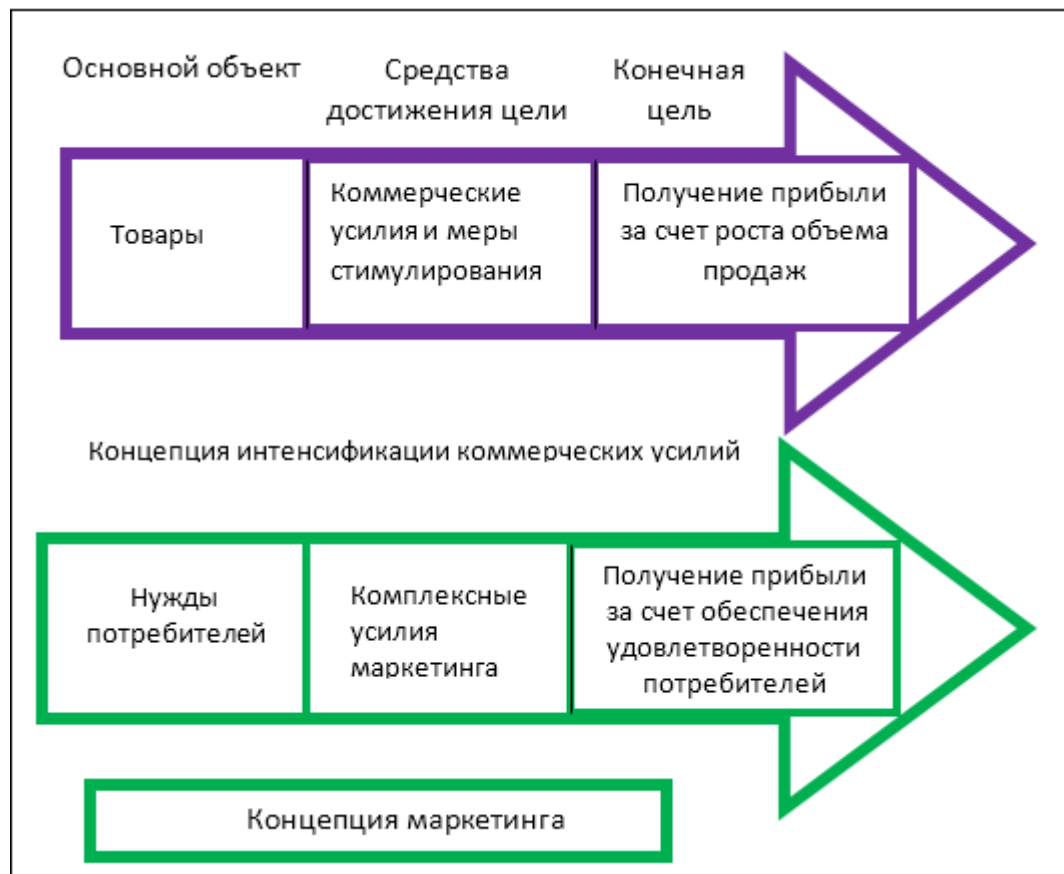 Основной объект
Средства
достижения цели
Конечная
цель
Товары
Коммерческие
усилия и меры
стимулирования
Получение прибыли
за счет роста объема
продаж
Концепция интенсификации коммерческих усилий
Нужды
потребителей
Комплексные
усилия
маркетинга
Получение прибыли
за счет обеспечения
удовлетворенности
потребителей
Концепция маркетинга